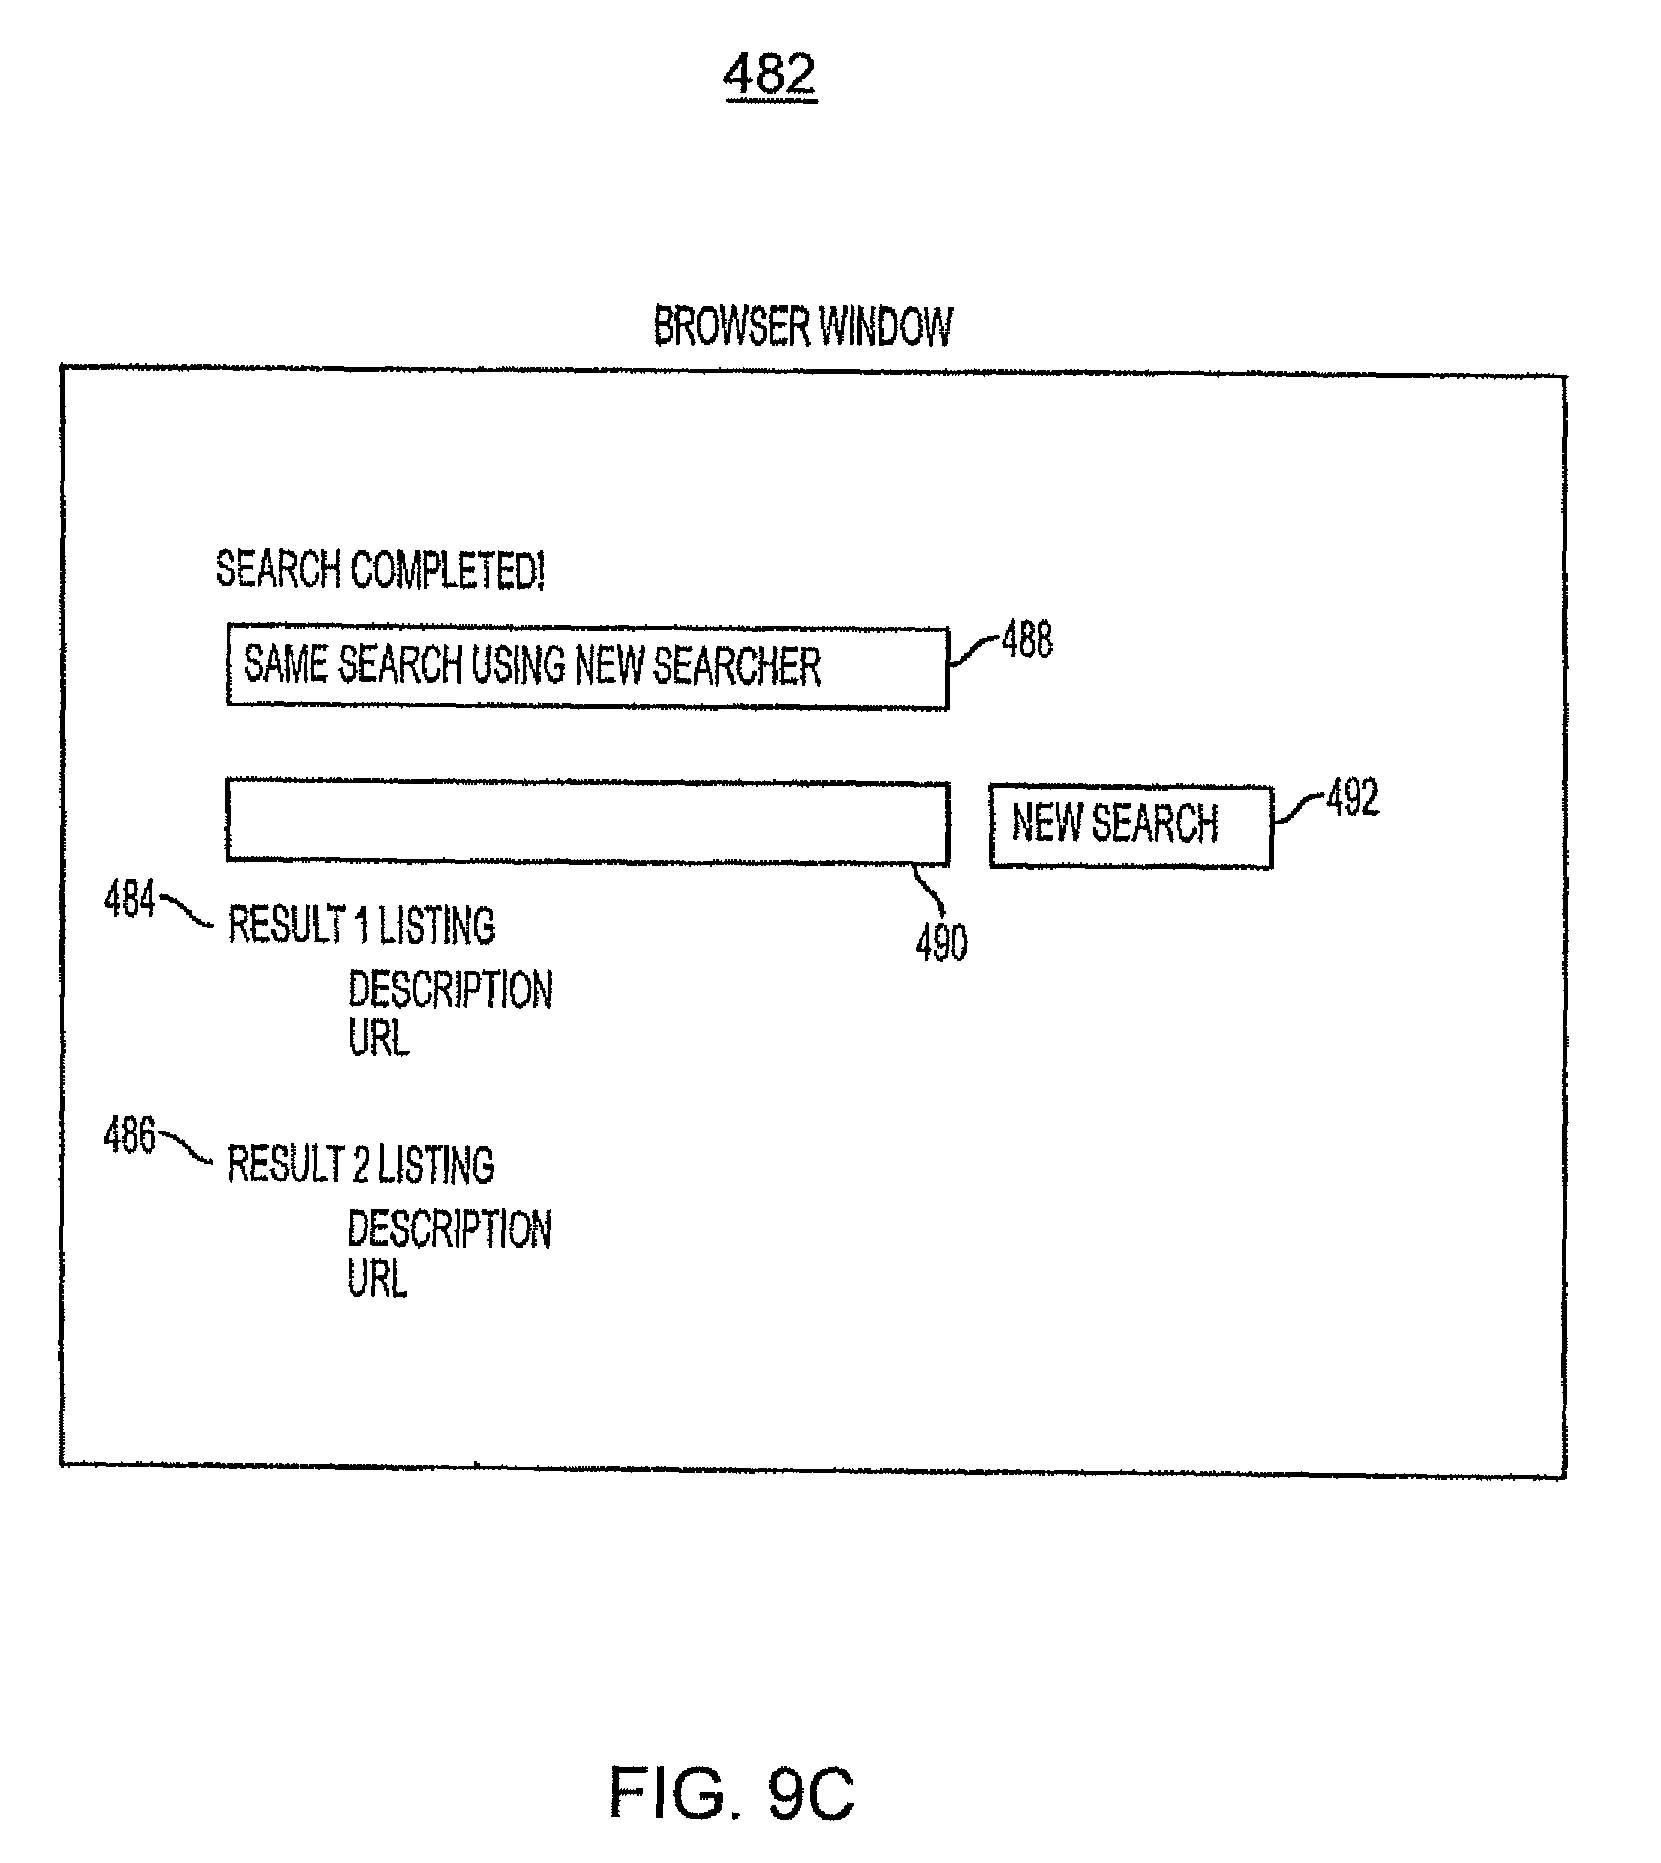 482
BROWSER WINDOW
SEARCH COMPLETED!
SAME SEARCH USING NEW SEARCHER
488
NEW SEARCH
492
490
484
RESULT 1 LISTING
DESCRIPTION
URL
486
RESULT 2 LISTING
DESCRIPTION
URL
FIG. 9C